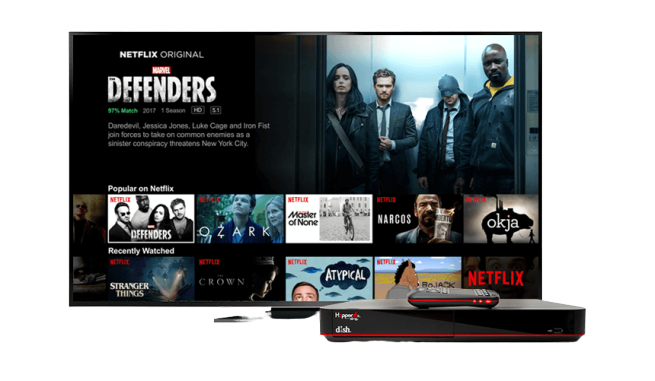 NETFLIX ORIGINAL
MARVEL
DEFENDERS
97% Match 2017 1 Season HD 5.1
Daredevil, Jessica Jones, Luke Cage and Iron Fist
join forces to take on common enemies as a
sinister conspiracy threatens New York City.
Popular on Netflix
NETFLIX
DEFENDERS
NETFLIX
OZARK
NETFLIX
Master
of None
NETFLIX
NARCOS
NETFLIX
okja
Recently Watched
NETFLIX
STRANGER
THINGS
NETFLIX
THE
CROWN
NETFLIX
ATYPICAL
NETFLIX
BOJACK
NETFLIX
Hopper
dish